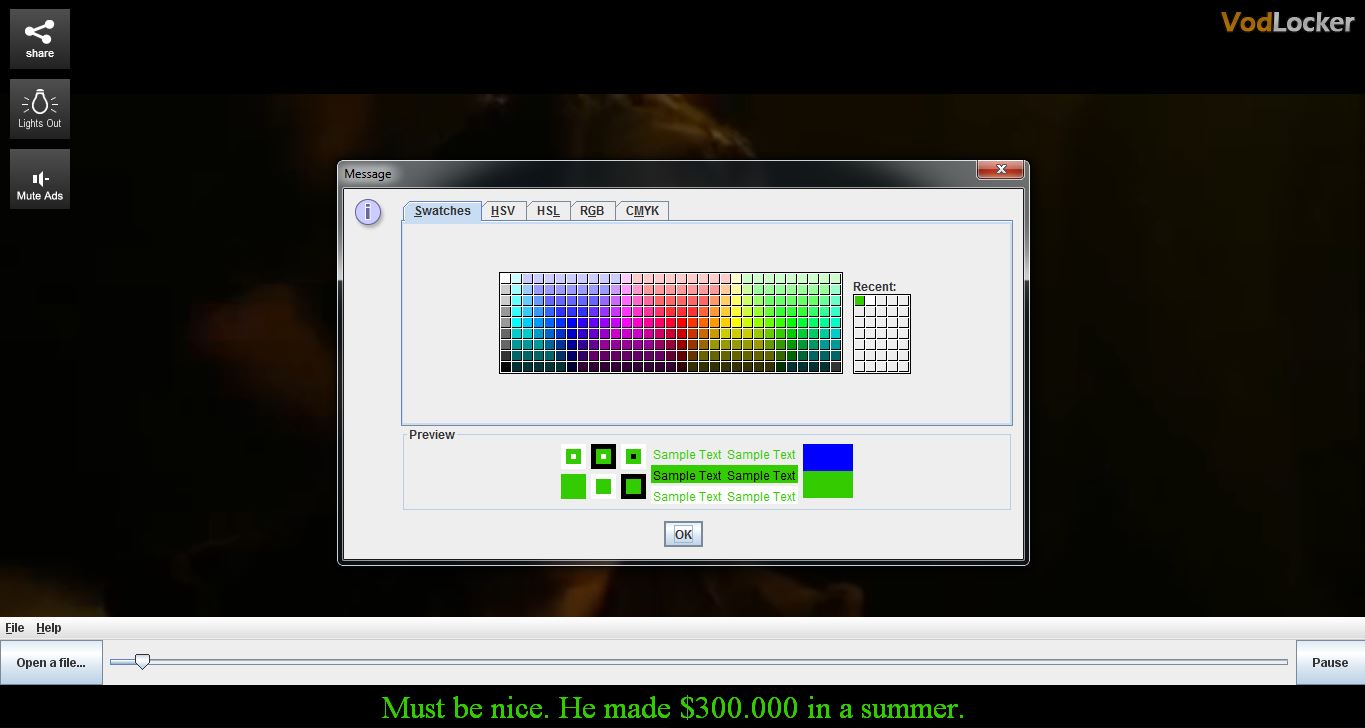 share
VodLocker
Lights Out
Mute Ads
Message
Swatches HSV HSL RGB CMYK
Recent:
Preview
Sample Text Sample Text
Sample Text Sample Text
Sample Text Sample Text
OK
File Help
Open a file...
Pause
Must be nice. He made $300.000 in a summer.